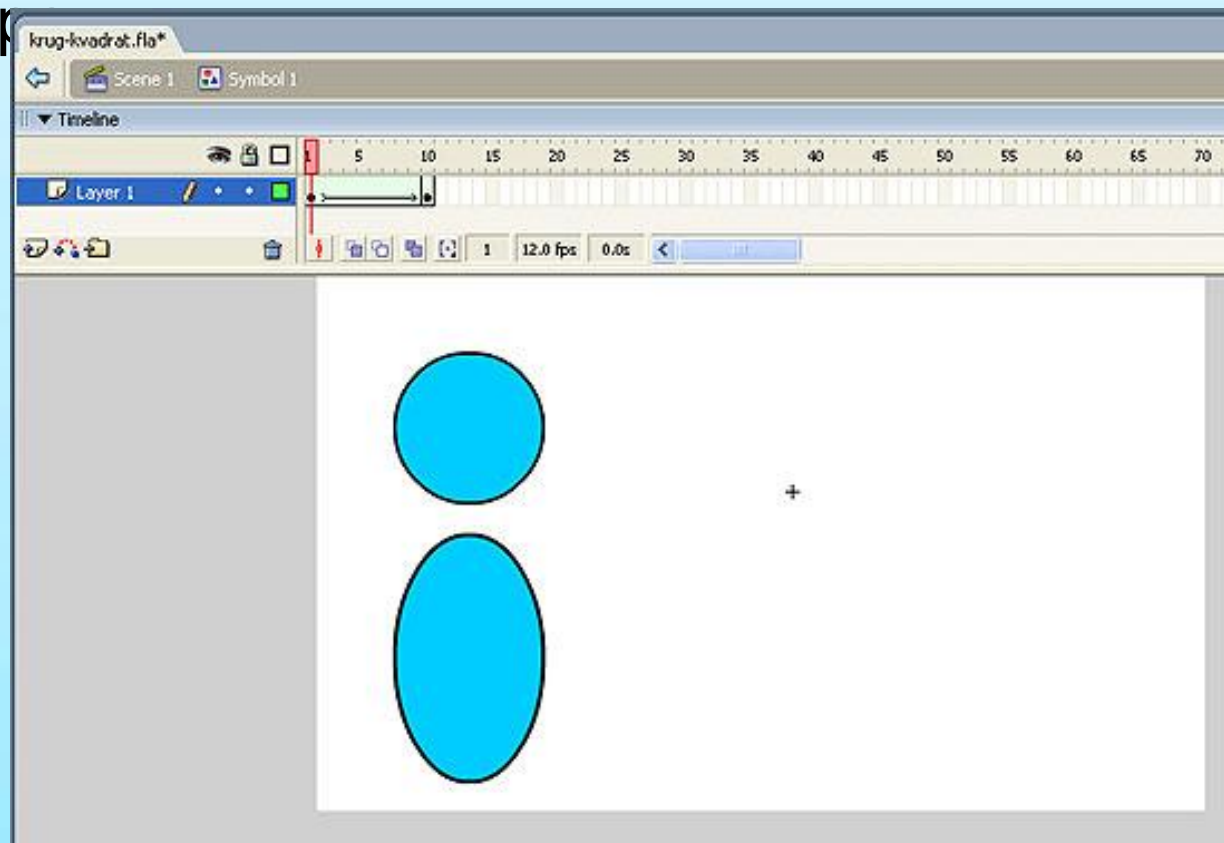 krug-kvadrat.fla*
Scene 1 Symbol 1
Timeline
1 5 10 15 20 25 30 35 40 45 50 55 60 65 70
Layer 1
1 12.0 fps 0.0s